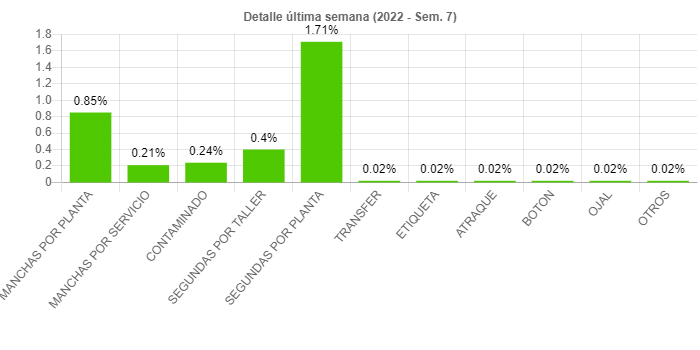 Detalle última semana (2022 - Sem. 7)
1.8
1.6
1.4
1.2
1.0
0.8
0.6
0.4
0.2
0
0.85%
0.21%
0.24%
0.4%
1.71%
0.02%
0.02%
0.02%
0.02%
0.02%
0.02%
MANCHAS POR PLANTA
MANCHAS POR SERVICIO
CONTAMINADO
SEGUNDAS POR TALLER
SEGUNDAS POR PLANTA
TRANSFER
ETIQUETA
ATRAQUE
BOTON
OJAL
OTROS